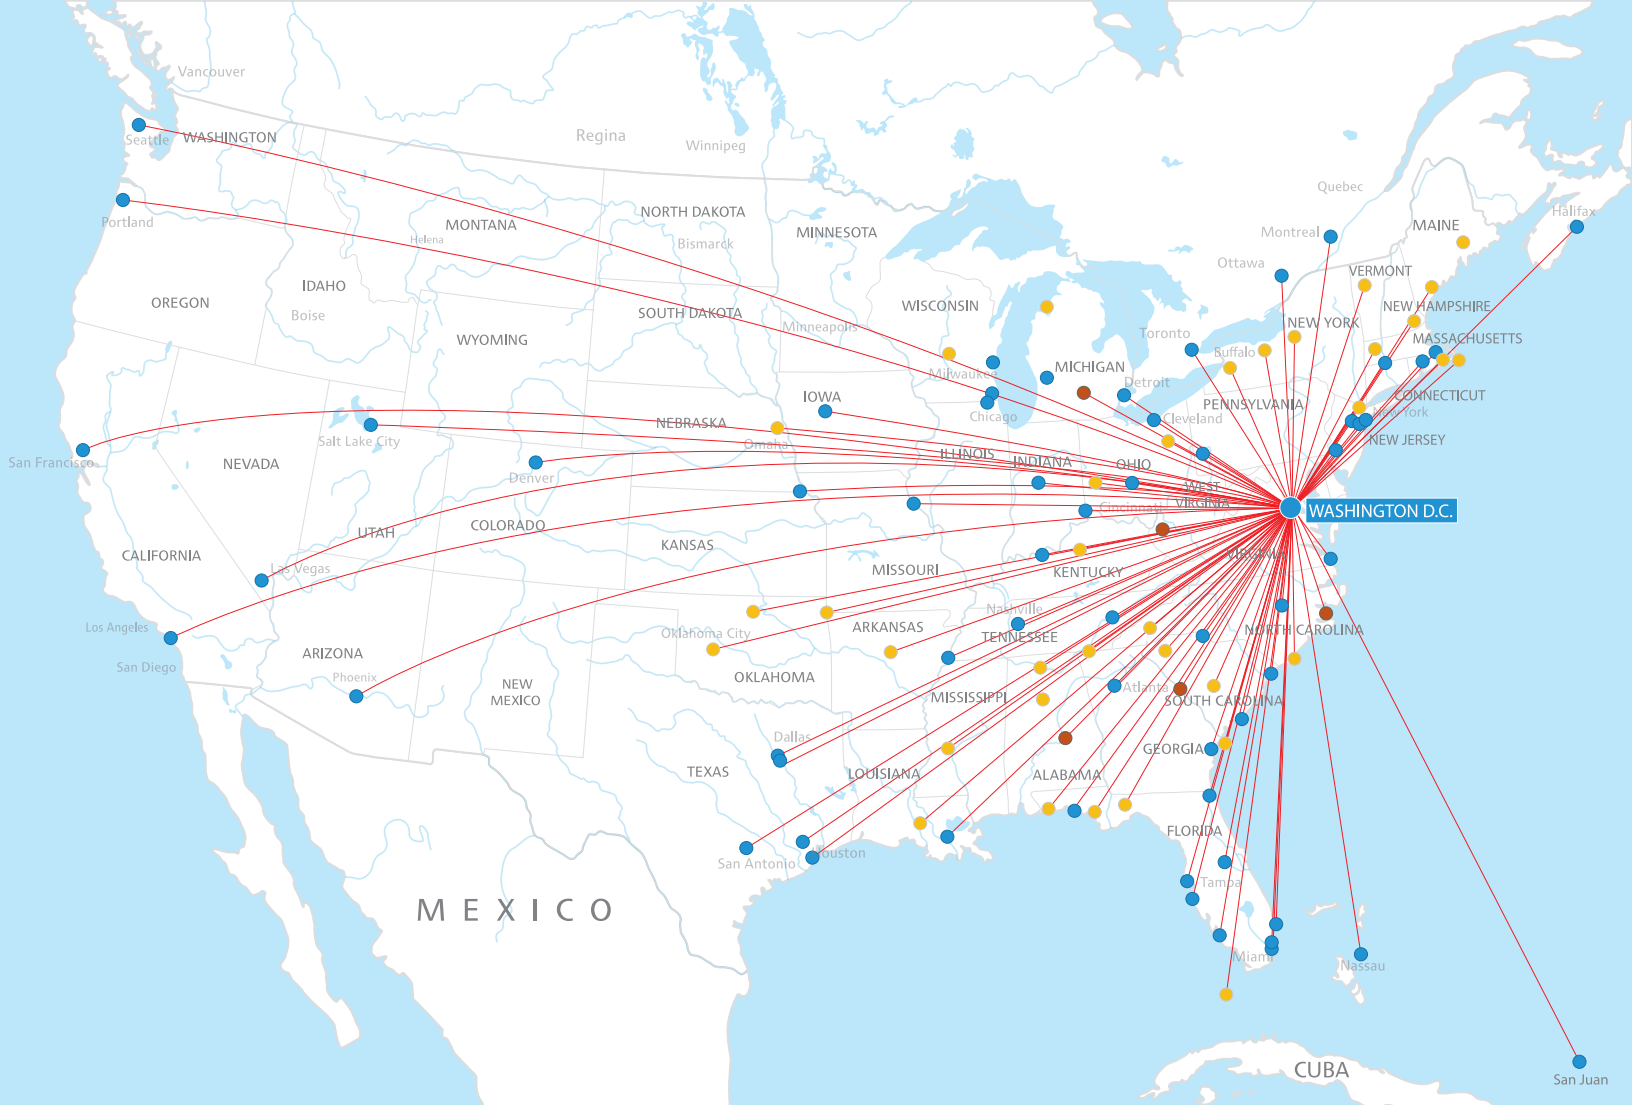 Vancouver
Seattle
WASHINGTON
Regina
Winnipeg
Quebec
Portland
MONTANA
Helena
NORTH DAKOTA
Bismarck
MINNESOTA
Montreal
MAINE
Halifax
Ottawa
VERMONT
OREGON
IDAHO
Boise
SOUTH DAKOTA
Minneapolis
WISCONSIN
NEW HAMPSHIRE
NEW YORK
Toronto
MASSACHUSETTS
WYOMING
Buffalo
Milwaukee
MICHIGAN
Detroit
IOWA
CONNECTICUT
PENNSYLVANIA
New York
Chicago
Cleveland
NEBRASKA
Omaha
Salt Lake City
NEW JERSEY
San Francisco
NEVADA
Denver
ILLINOIS
INDIANA
OHIO
WEST
VIRGINIA
Cincinnati
WASHINGTON D.C.
UTAH
COLORADO
KANSAS
CALIFORNIA
Las Vegas
MISSOURI
KENTUCKY
VIRGINIA
Nashville
Los Angeles
Oklahoma City
ARKANSAS
TENNESSEE
NORTH CAROLINA
San Diego
ARIZONA
Phoenix
NEW
MEXICO
OKLAHOMA
MISSISSIPPI
Atlanta
SOUTH CAROLINA
Dallas
GEORGIA
TEXAS
LOUISIANA
ALABAMA
FLORIDA
San Antonio
Houston
Tampa
MEXICO
Miami
Nassau
CUBA
San Juan